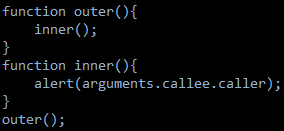 function outer(){
    inner();
}
function inner(){
    alert(arguments.callee.caller);
}
outer();